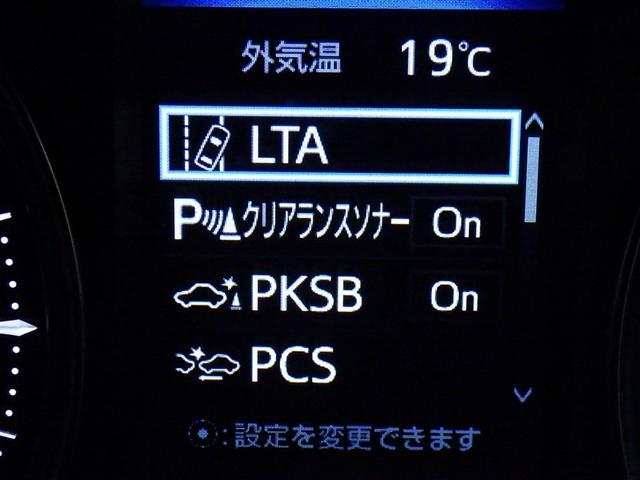 外気温 19℃
LTA
P クリアランスソナー On
PKSB On
PCS
:設定を変更できます